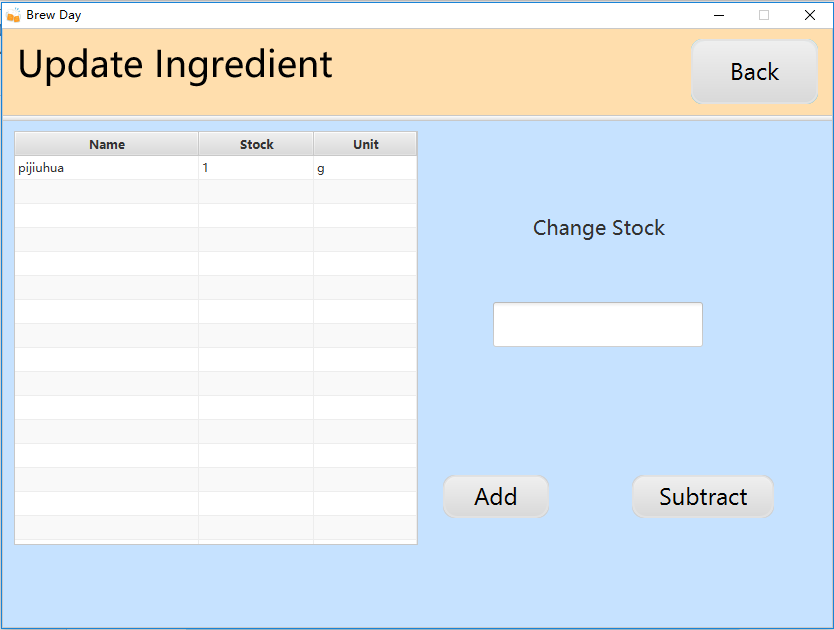 Brew Day
Update Ingredient
Back
Name Stock Unit
pijiuhua 1 g
Change Stock
Add Subtract